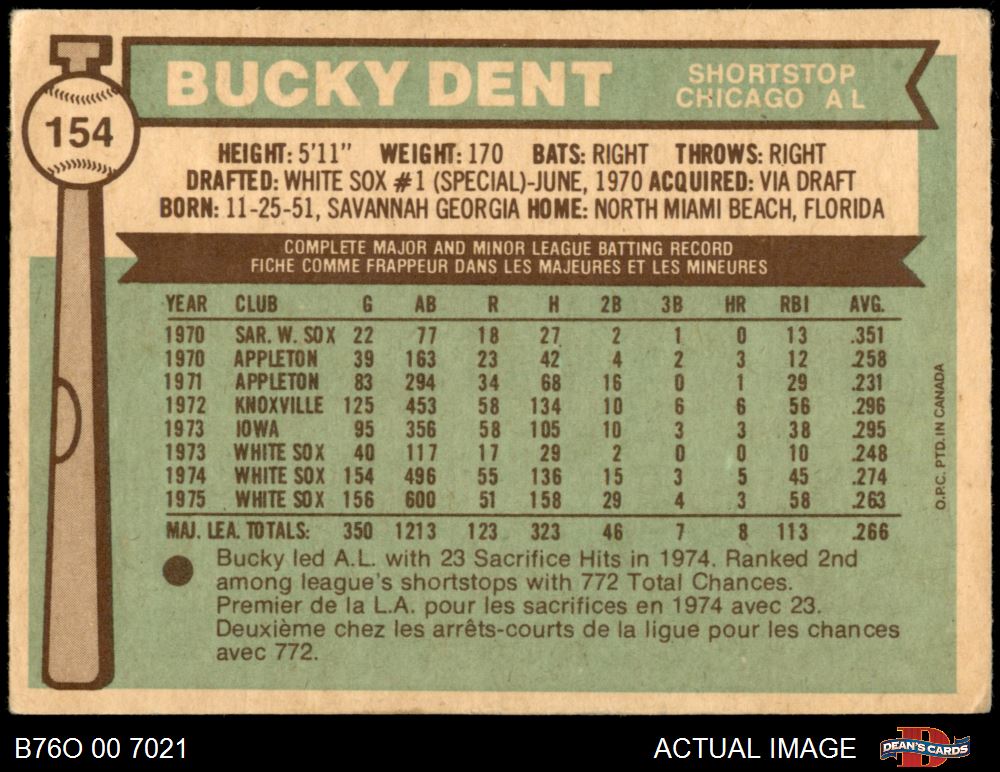 154
BUCKY DENT
SHORTSTOP
CHICAGO A L
HEIGHT: 5'11" WEIGHT: 170 BATS: RIGHT THROWS: RIGHT
DRAFTED: WHITE SOX #1 (SPECIAL)-JUNE, 1970 ACQUIRED: VIA DRAFT
BORN: 11-25-51, SAVANNAH GEORGIA HOME: NORTH MIAMI BEACH, FLORIDA
COMPLETE MAJOR AND MINOR LEAGUE BATTING RECORD
FICHE COMME FRAPPEUR DANS LES MAJEURES ET LES MINEURES
YEAR CLUB G AB R H 2B 3B HR RBI AVG.
1970 SAR. W. SOX 22 77 18 27 2 1 0 13 .351
1970 APPLETON 39 163 23 42 4 2 3 12 .258
1971 APPLETON 83 294 34 68 16 0 1 29 .231
1972 KNOXVILLE 125 453 58 134 10 6 6 56 .296
1973 IOWA 95 356 58 105 10 3 3 38 .295
1973 WHITE SOX 40 117 17 29 2 0 0 10 .248
1974 WHITE SOX 154 496 55 136 15 3 5 45 .274
1975 WHITE SOX 156 600 51 158 29 4 3 58 .263
MAJ. LEA. TOTALS: 350 1213 123 323 46 7 8 113 .266
Bucky led A.L. with 23 Sacrifice Hits in 1974. Ranked 2nd
among league's shortstops with 772 Total Chances.
Premier de la L.A. pour les sacrifices en 1974 avec 23.
Deuxième chez les arrêts-courts de la ligue pour les chances
avec 772.
O.P.C. PTD. IN CANADA
B76O 00 7021
ACTUAL IMAGE
DEAN'S CARDS